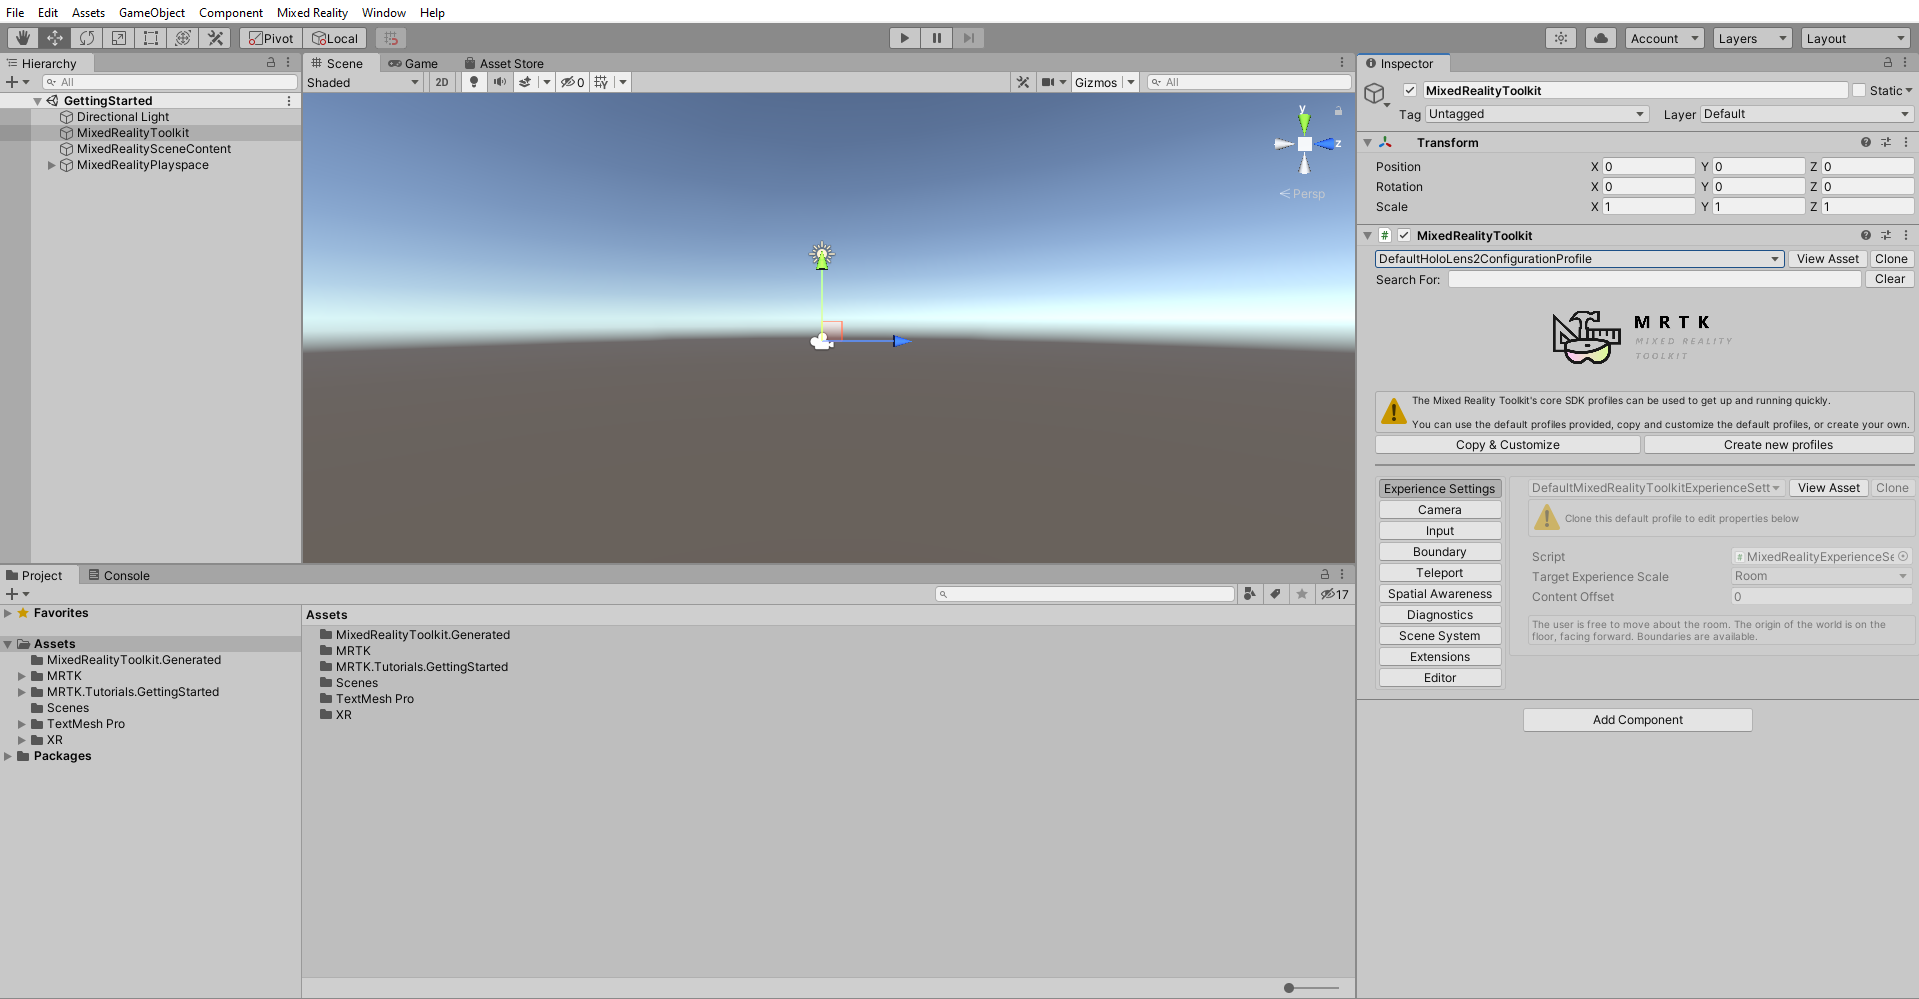 File Edit Assets GameObject Component Mixed Reality Window Help
Pivot Local Account Layers Layout
Hierarchy
All
GettingStarted
Directional Light
MixedRealityToolkit
MixedRealitySceneContent
MixedRealityPlayspace
Scene Game Asset Store
Shaded 2D 0 Gizmos All
y
z
Persp
Inspector
MixedRealityToolkit Static
Tag Untagged Layer Default
Transform
Position X 0 Y 0 Z 0
Rotation X 0 Y 0 Z 0
Scale X 1 Y 1 Z 1
# MixedRealityToolkit
DefaultHoloLens2ConfigurationProfile View Asset Clone
Search For: Clear
MRTK
MIXED REALITY
TOOLKIT
The Mixed Reality Toolkit's core SDK profiles can be used to get up and running quickly.
You can use the default profiles provided, copy and customize the default profiles, or create your own.
Copy & Customize Create new profiles
Experience Settings
Camera
Input
Boundary
Teleport
Spatial Awareness
Diagnostics
Scene System
Extensions
Editor
DefaultMixedRealityToolkitExperienceSett View Asset Clone
Clone this default profile to edit properties below
Script # MixedRealityExperienceSe
Target Experience Scale Room
Content Offset 0
The user is free to move about the room. The origin of the world is on the
floor, facing forward. Boundaries are available.
Add Component
Project Console
17
Favorites
Assets
MixedRealityToolkit.Generated
MRTK
MRTK.Tutorials.GettingStarted
Scenes
TextMesh Pro
XR
Packages
Assets
MixedRealityToolkit.Generated
MRTK
MRTK.Tutorials.GettingStarted
Scenes
TextMesh Pro
XR